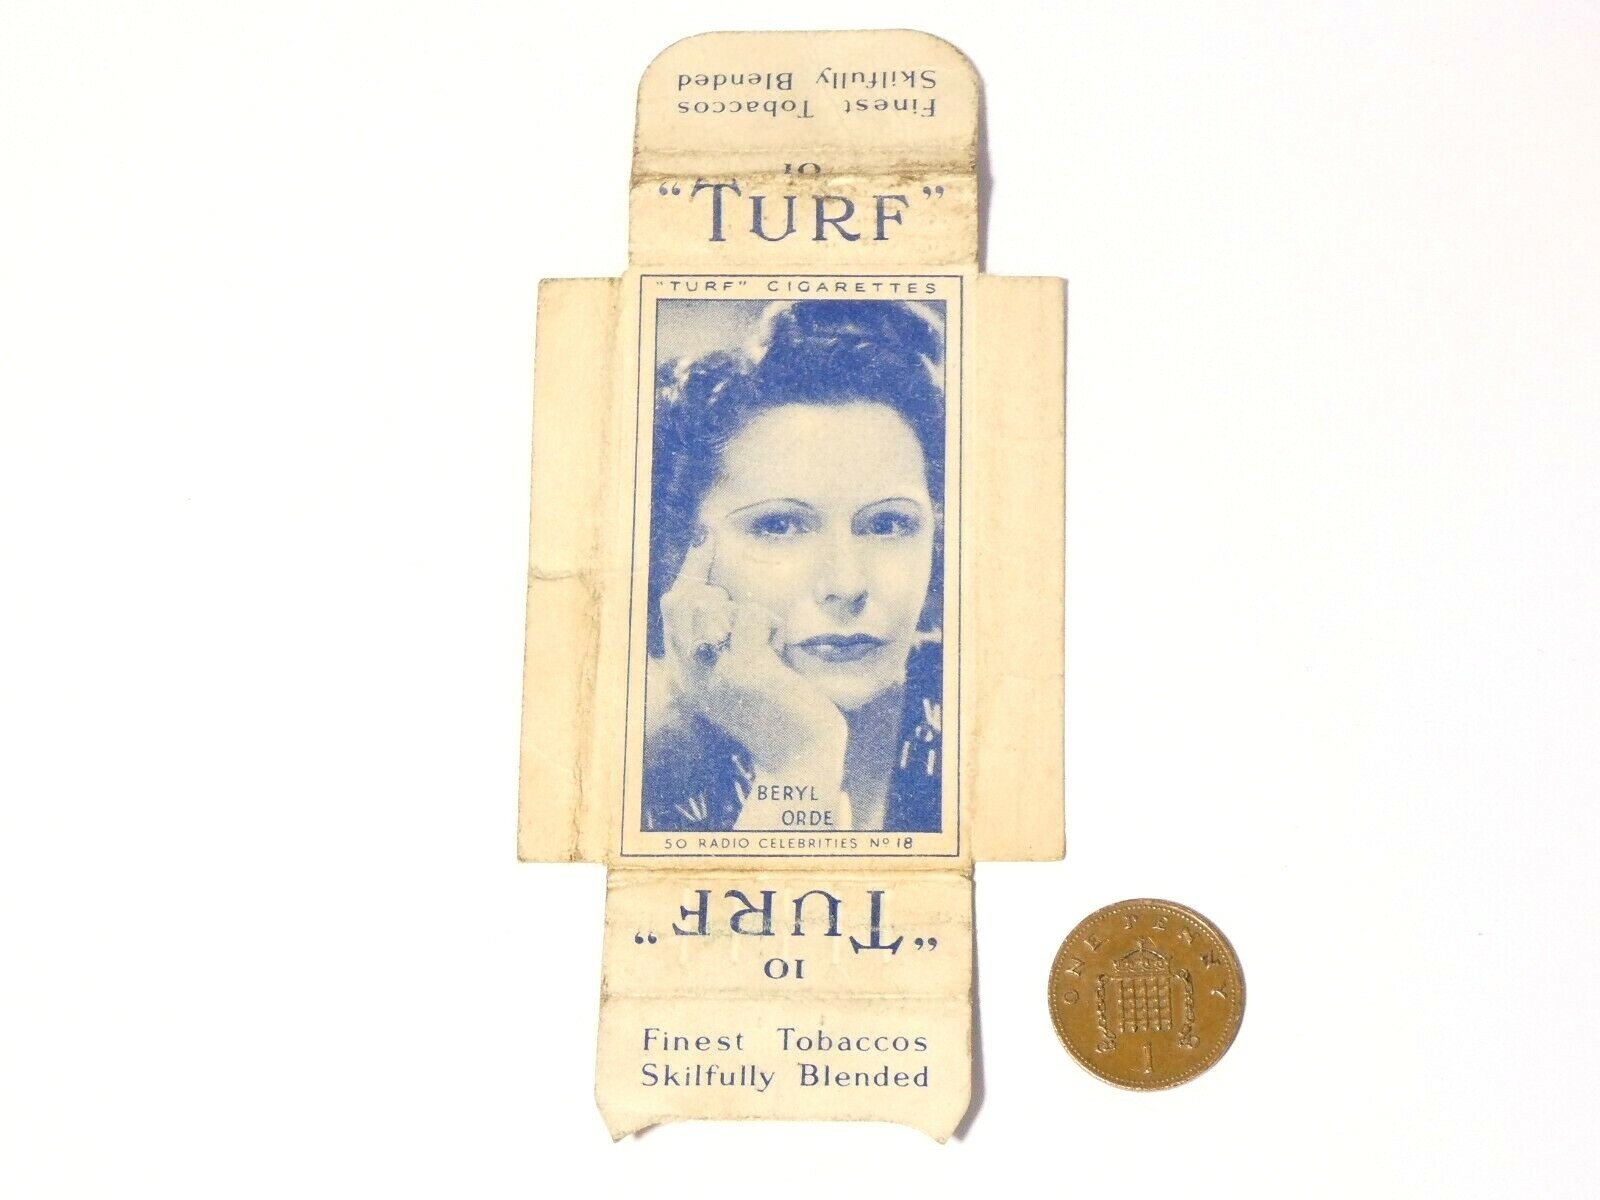 Finest Tobaccos
Skilfully Blended
10
"TURF"
"TURF" CIGARETTES
BERYL
ORDE
50 RADIO CELEBRITIES Nº 18
"TURF"
10
Finest Tobaccos
Skilfully Blended
ONE PENNY
1